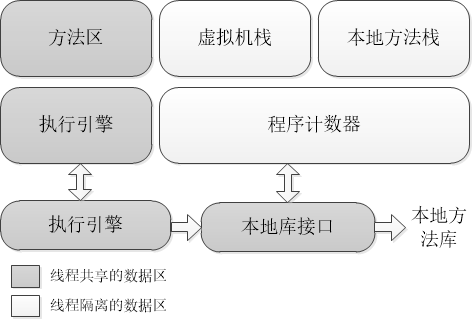 方法区
虚拟机栈
本地方法栈
执行引擎
程序计数器
执行引擎
本地库接口
本地方
法库
线程共享的数据区
线程隔离的数据区